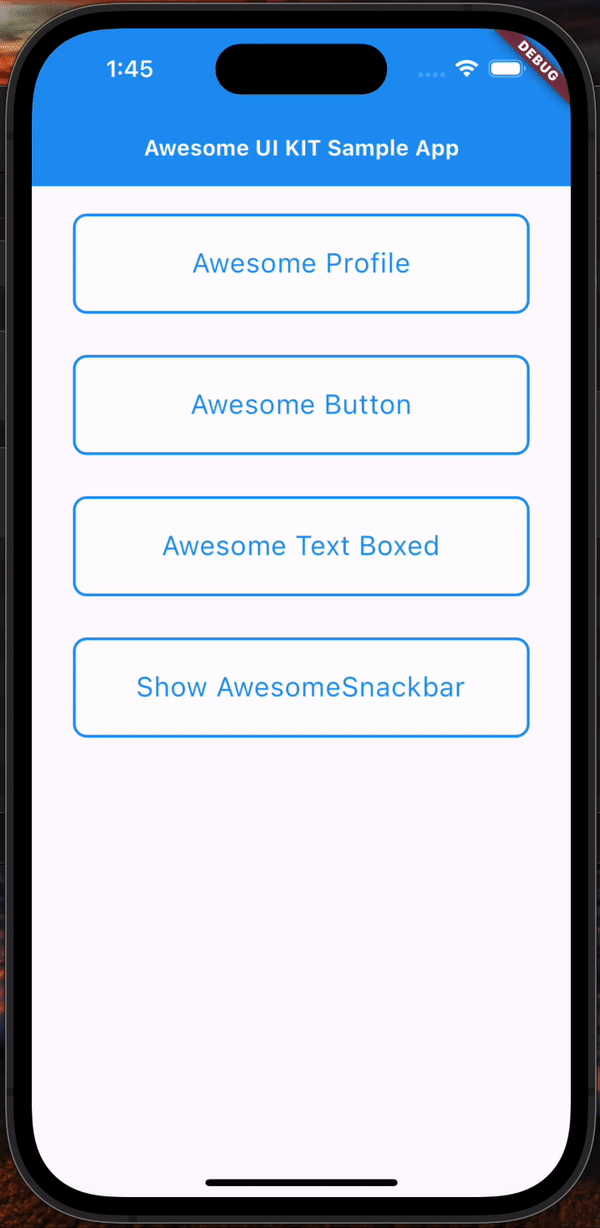 1:45
DEBUG
Awesome UI KIT Sample App
Awesome Profile
Awesome Button
Awesome Text Boxed
Show AwesomeSnackbar